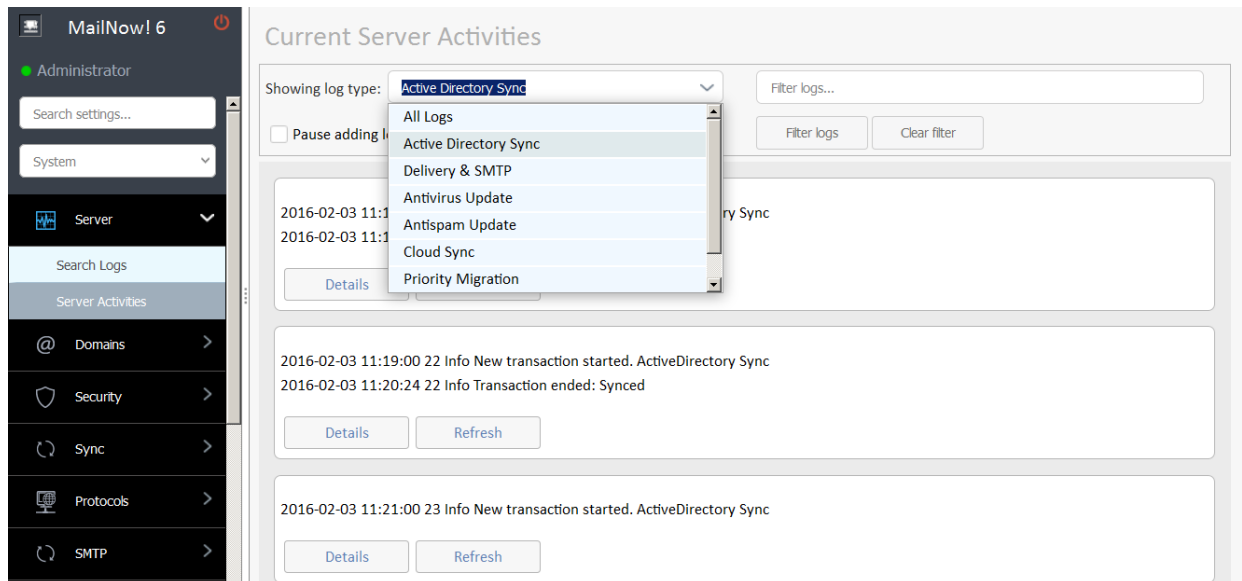 MailNow! 6
Administrator
Search settings...
System
Server
Search Logs
Server Activities
@ Domains
Security
Sync
Protocols
SMTP
Current Server Activities
Showing log type: Active Directory Sync
Filter logs...
Pause adding l
Filter logs Clear filter
All Logs
Active Directory Sync
Delivery & SMTP
Antivirus Update
Antispam Update
Cloud Sync
Priority Migration
2016-02-03 11:1 ry Sync
2016-02-03 11:1
Details
2016-02-03 11:19:00 22 Info New transaction started. ActiveDirectory Sync
2016-02-03 11:20:24 22 Info Transaction ended: Synced
Details Refresh
2016-02-03 11:21:00 23 Info New transaction started. ActiveDirectory Sync
Details Refresh